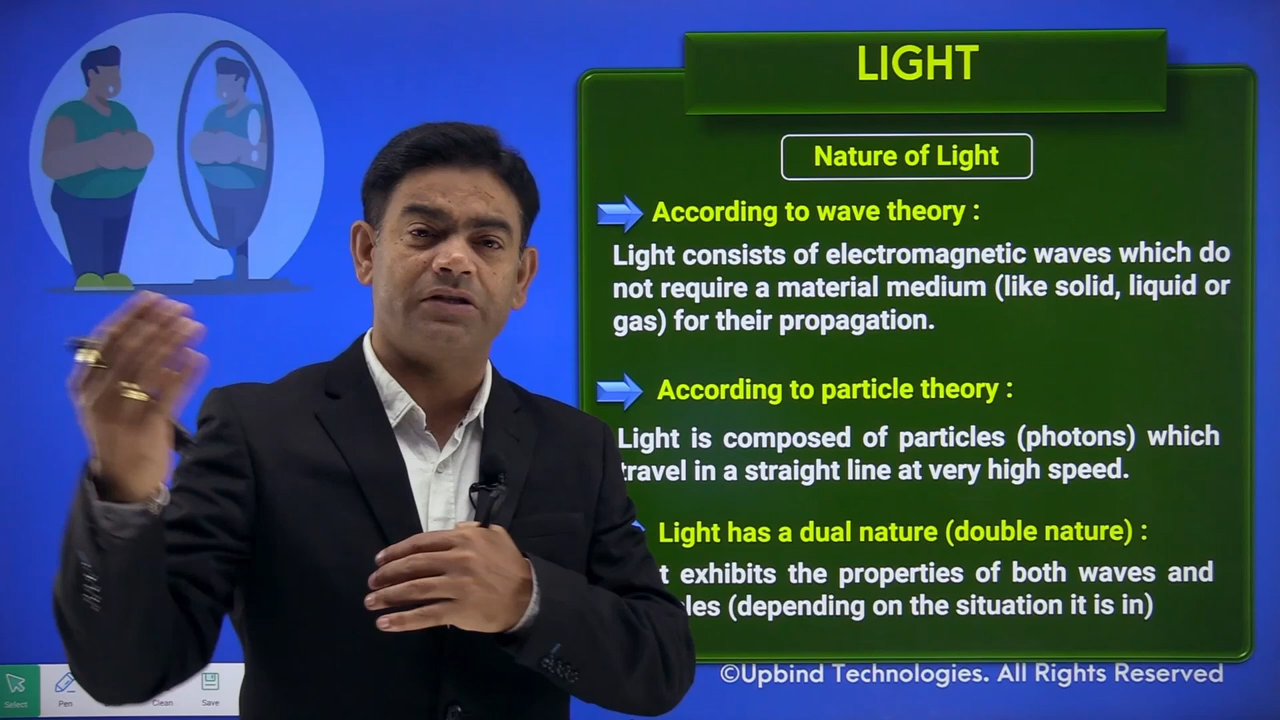 LIGHT
Nature of Light
According to wave theory :
Light consists of electromagnetic waves which do
not require a material medium (like solid, liquid or
gas) for their propagation.
According to particle theory :
Light is composed of particles (photons) which
travel in a straight line at very high speed.
Light has a dual nature (double nature) :
exhibits the properties of both waves and
(depending on the situation it is in)
©Upbind Technologies. All Rights Reserved
Select Pen Clean Save